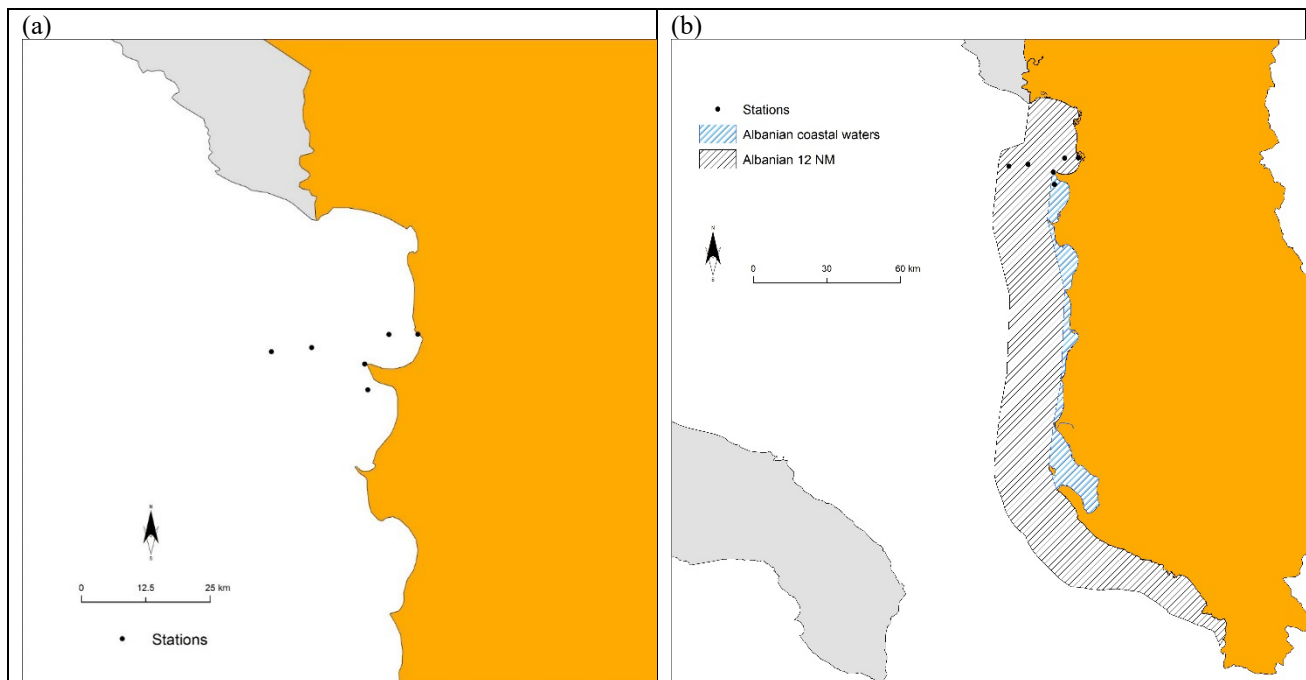 (a)
N
S
0 12.5 25 km
Stations
(b)
Stations
Albanian coastal waters
Albanian 12 NM
N
S
0 30 60 km